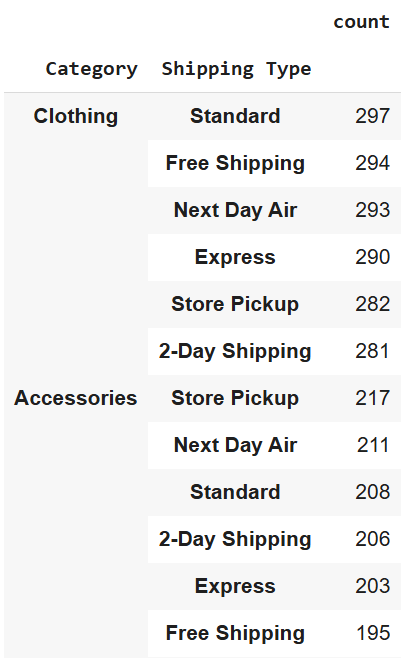 count
Category Shipping Type
Clothing Standard 297
Free Shipping 294
Next Day Air 293
Express 290
Store Pickup 282
2-Day Shipping 281
Accessories Store Pickup 217
Next Day Air 211
Standard 208
2-Day Shipping 206
Express 203
Free Shipping 195